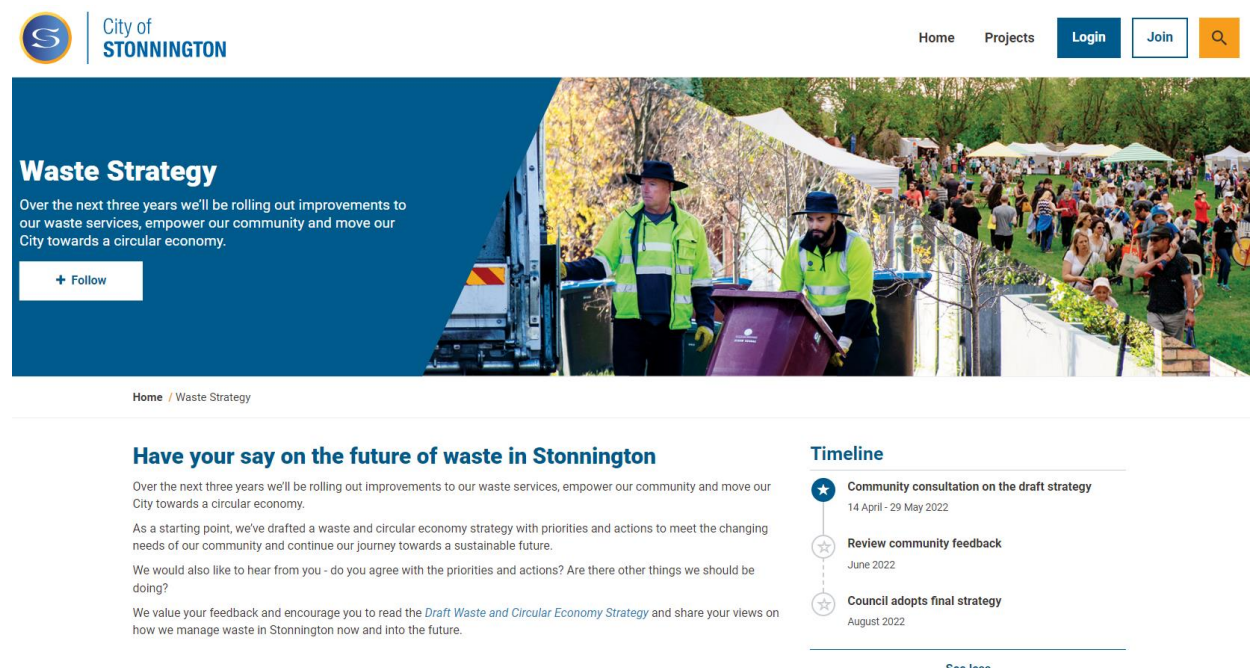 City of
STONNINGTON
Home
Projects
Login
Join
Waste Strategy
Over the next three years we'll be rolling out improvements to
our waste services, empower our community and move our
City towards a circular economy.
+ Follow
Home / Waste Strategy
Have your say on the future of waste in Stonnington
Over the next three years we'll be rolling out improvements to our waste services, empower our community and move our
City towards a circular economy.
As a starting point, we've drafted a waste and circular economy strategy with priorities and actions to meet the changing
needs of our community and continue our journey towards a sustainable future.
We would also like to hear from you - do you agree with the priorities and actions? Are there other things we should be
doing?
We value your feedback and encourage you to read the Draft Waste and Circular Economy Strategy and share your views on
how we manage waste in Stonnington now and into the future.
Timeline
Community consultation on the draft strategy
14 April - 29 May 2022
Review community feedback
June 2022
Council adopts final strategy
August 2022
See less